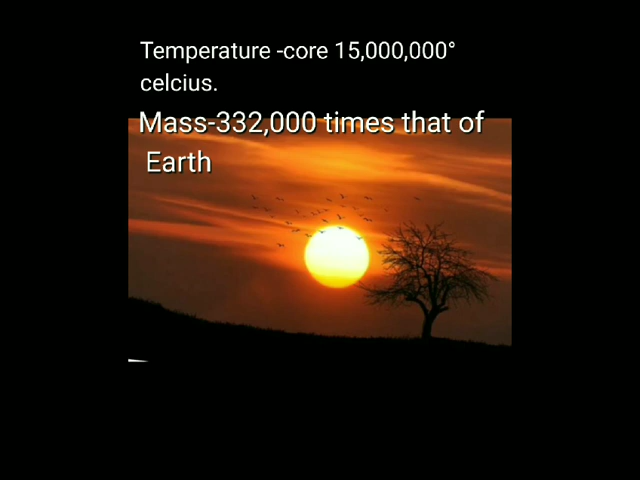 Temperature -core 15,000,000°
celcius.
Mass-332,000 times that of
Earth